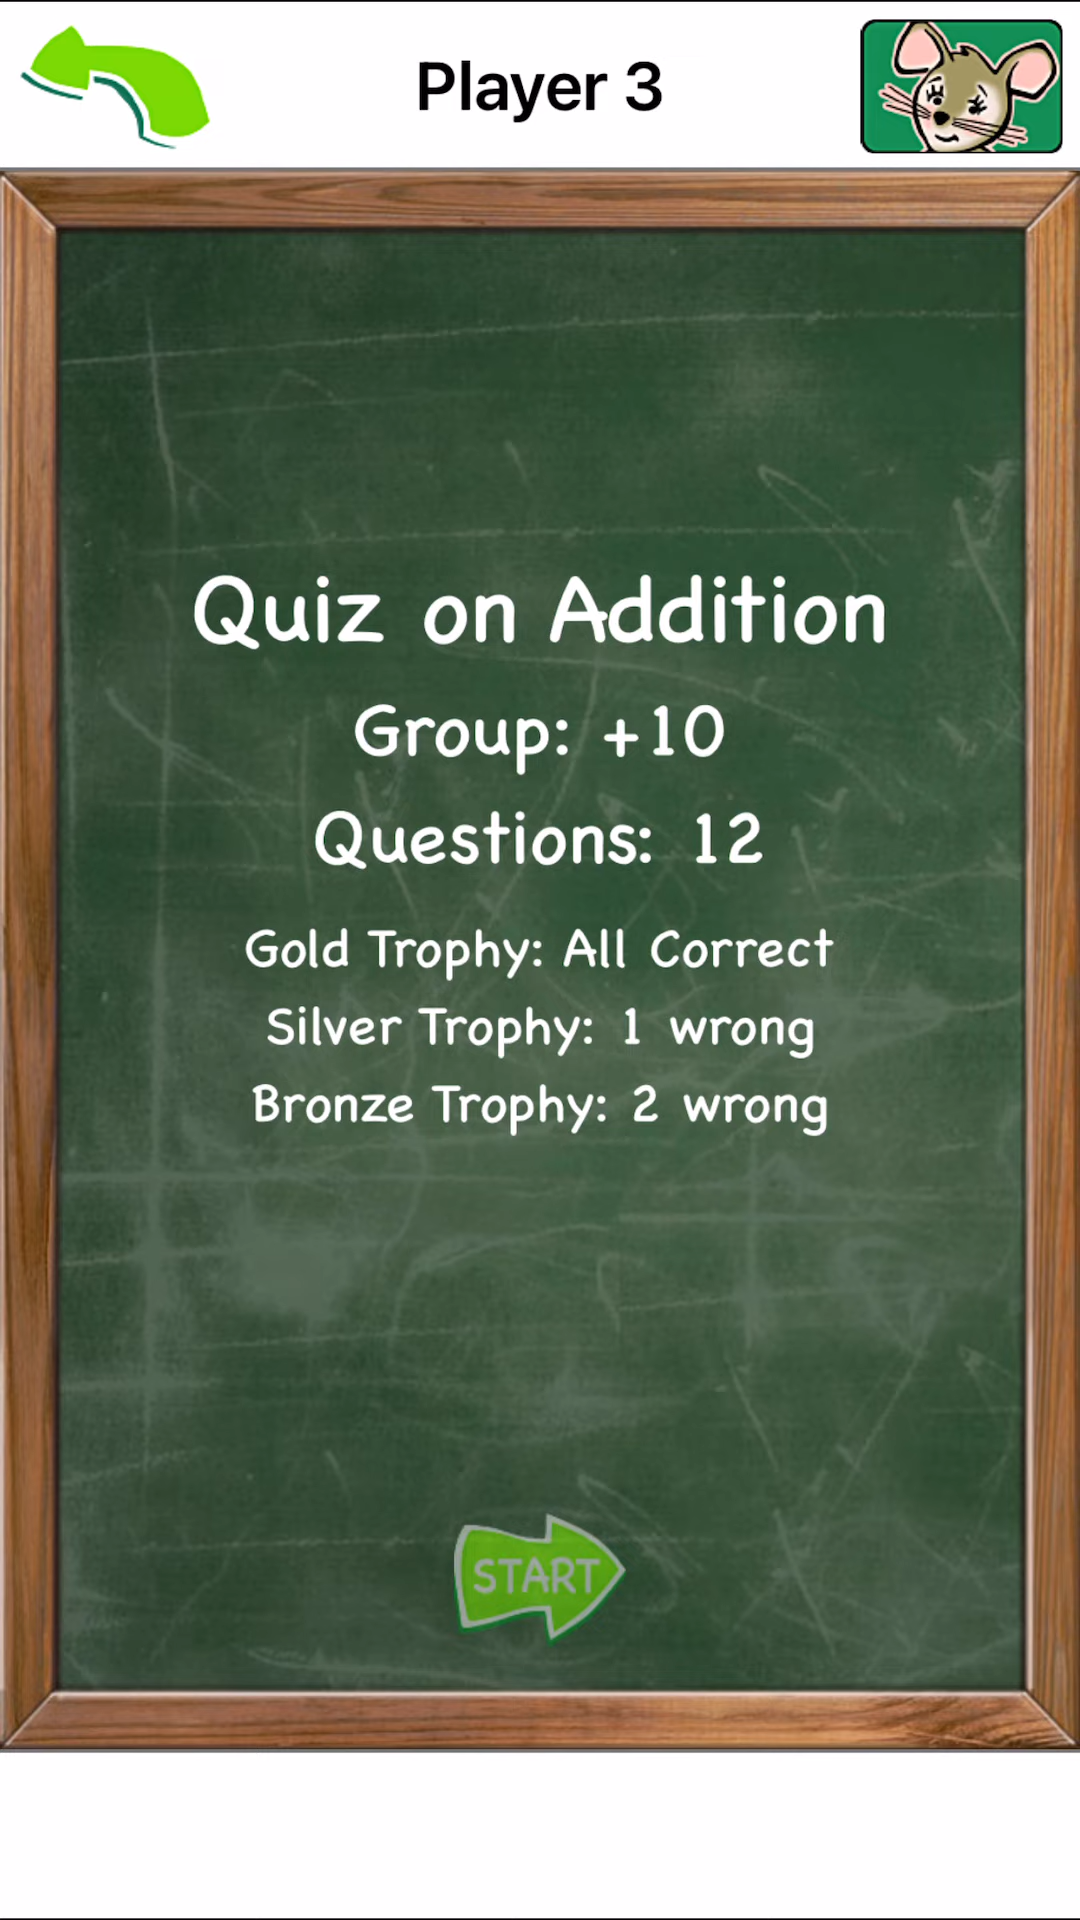 Player 3
Quiz on Addition
Group: +10
Questions: 12
Gold Trophy: All Correct
Silver Trophy: 1 wrong
Bronze Trophy: 2 wrong
START